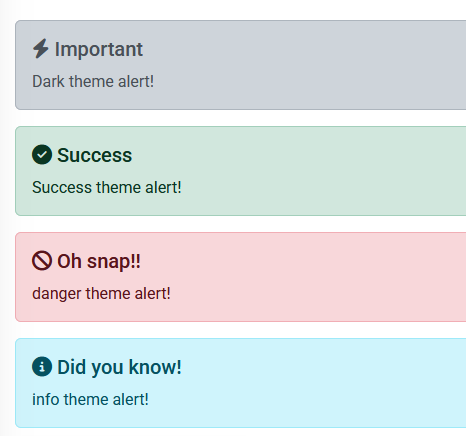 Important
Dark theme alert!
Success
Success theme alert!
Oh snap!!
danger theme alert!
Did you know!
info theme alert!